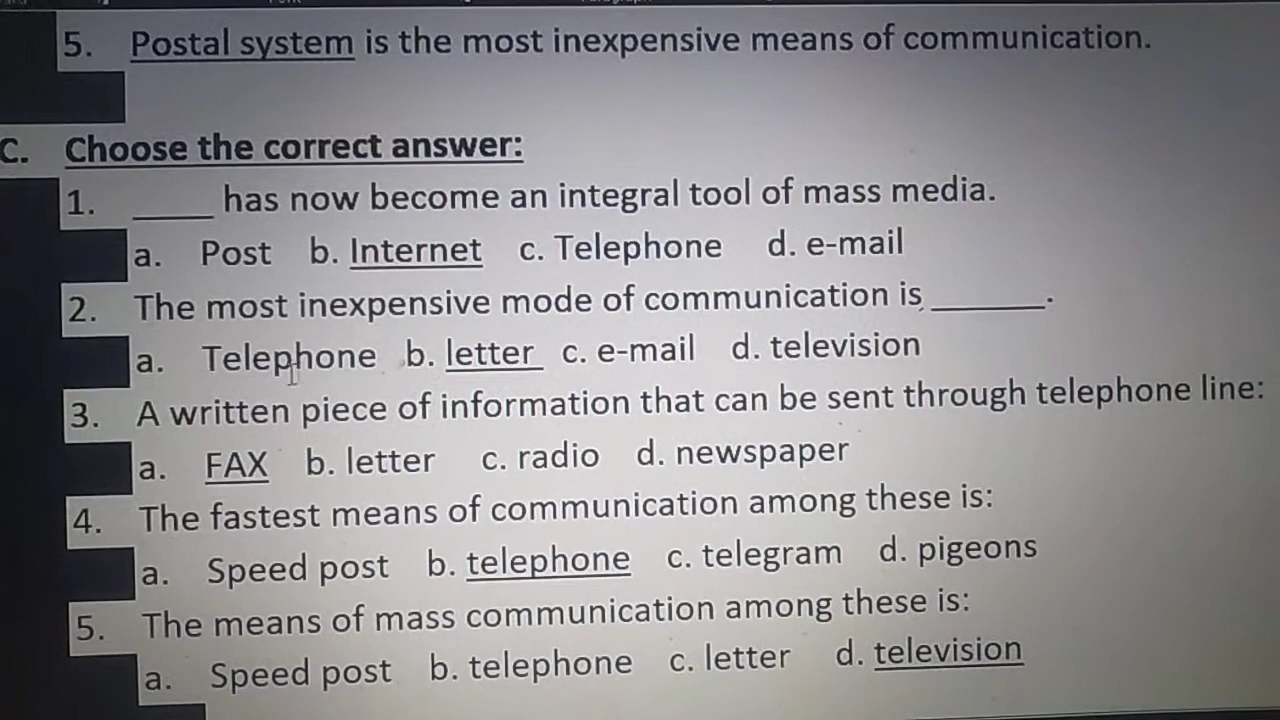 5. Postal system is the most inexpensive means of communication.
C. Choose the correct answer:
1. _____ has now become an integral tool of mass media.
a. Post b. Internet c. Telephone d. e-mail
2. The most inexpensive mode of communication is _______.
a. Telephone b. letter c. e-mail d. television
3. A written piece of information that can be sent through telephone line:
a. FAX b. letter c. radio d. newspaper
4. The fastest means of communication among these is:
a. Speed post b. telephone c. telegram d. pigeons
5. The means of mass communication among these is:
a. Speed post b. telephone c. letter d. television